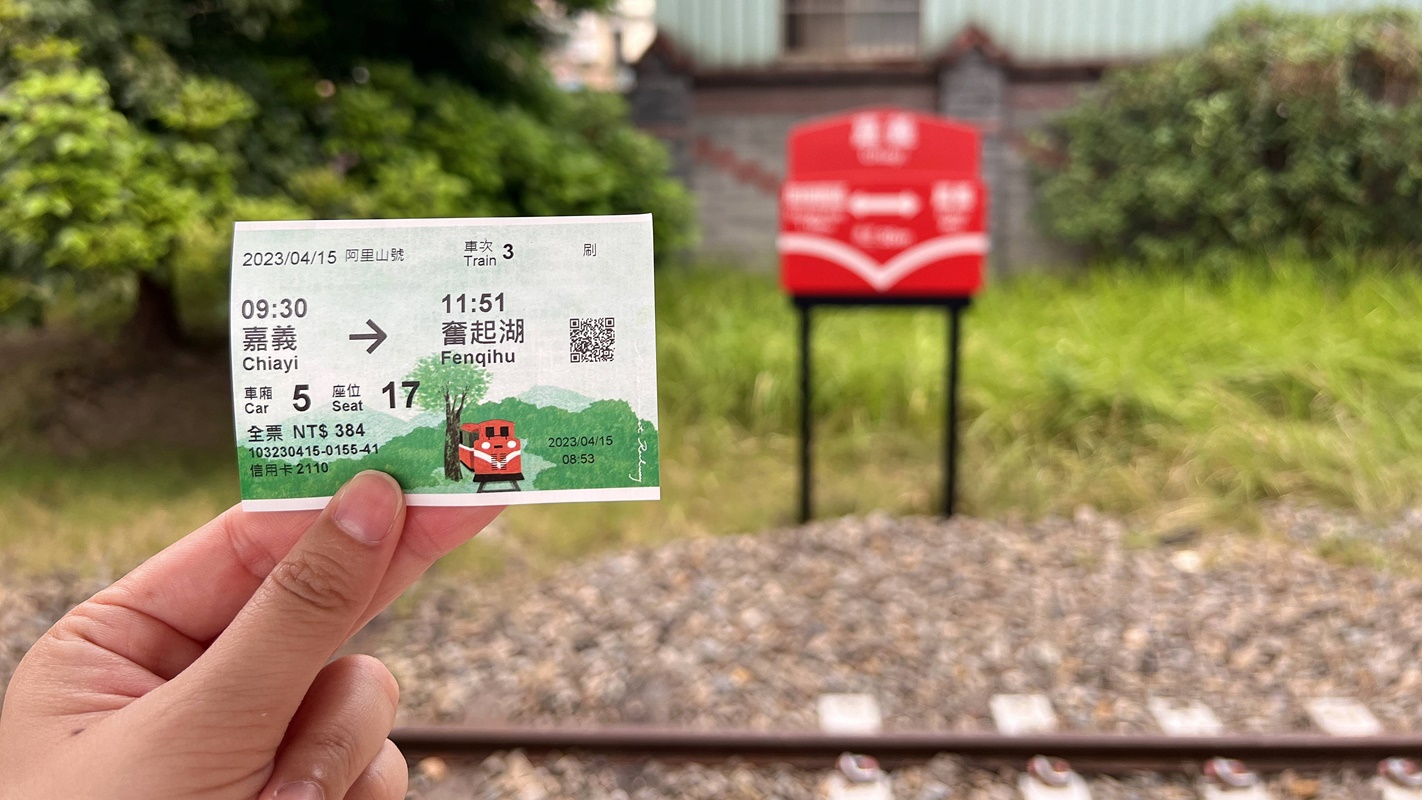 2023/04/15 阿里山號 車次 Train 3 刷
09:30 11:51
嘉義 → 奮起湖
Chiayi Fenqihu
車廂 Car 5 座位 Seat 17
全票 NT$ 384
103230415-0155-41
信用卡 2110
2023/04/15
08:53